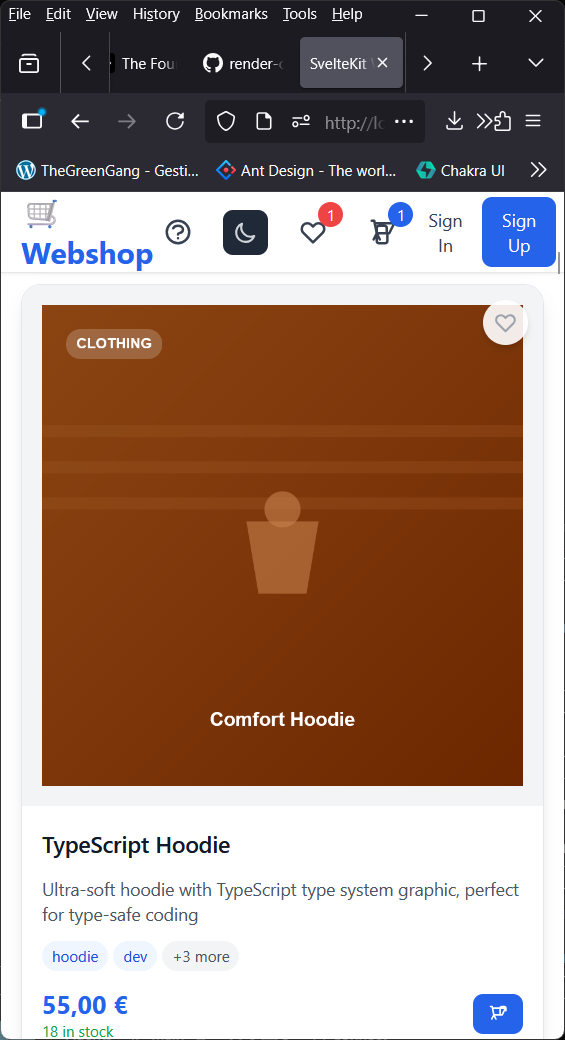 File Edit View History Bookmarks Tools Help
The Foun
render-
SvelteKit
http://lo
TheGreenGang - Gesti...
Ant Design - The worl...
Chakra UI
Webshop
1
1
Sign In
Sign Up
CLOTHING
Comfort Hoodie
TypeScript Hoodie
Ultra-soft hoodie with TypeScript type system graphic, perfect
for type-safe coding
hoodie dev +3 more
55,00 €
18 in stock